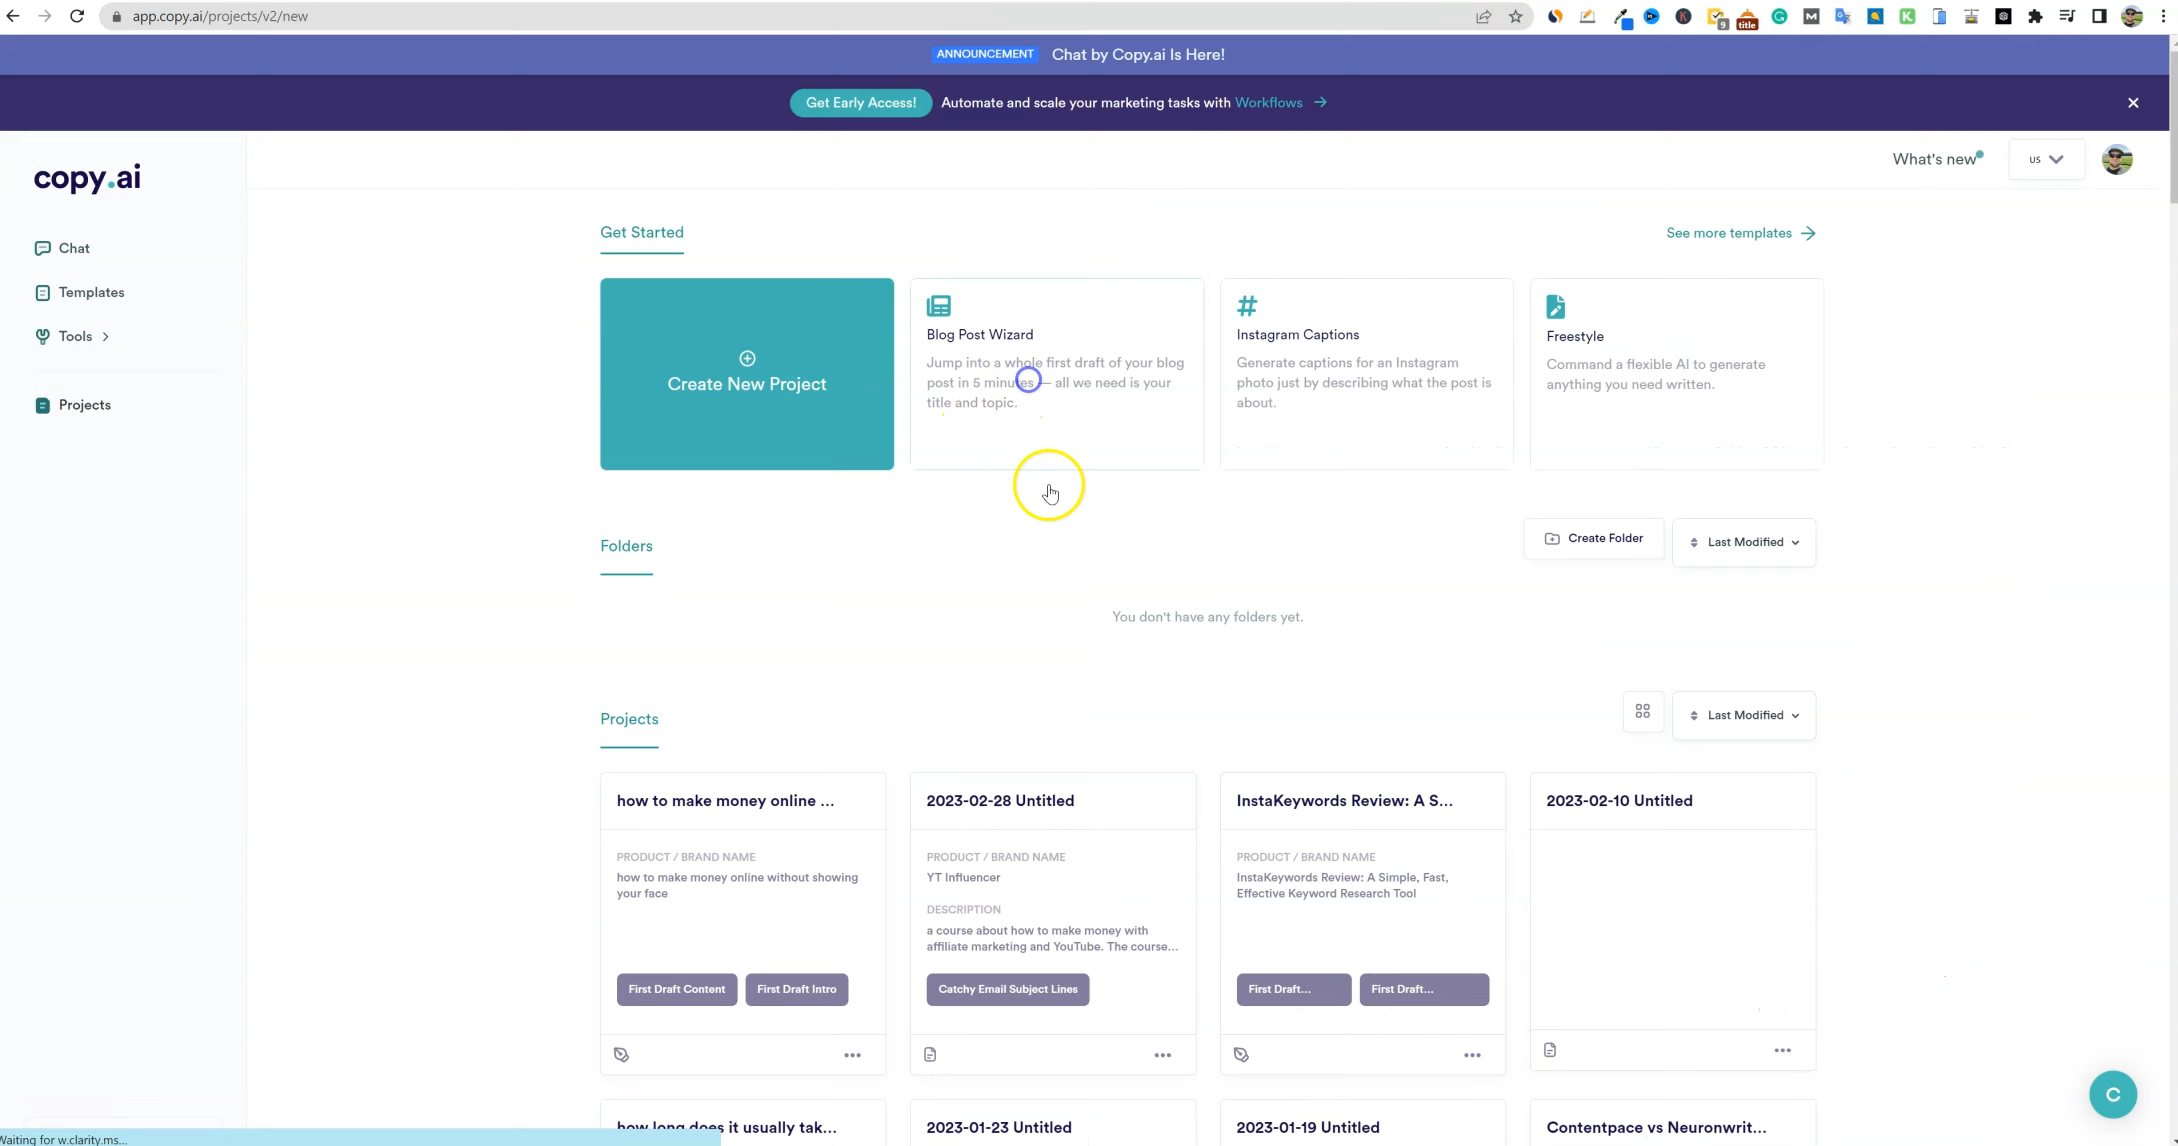 app.copy.ai/projects/v2/new
9
title
ANNOUNCEMENT Chat by Copy.ai Is Here!
Get Early Access! Automate and scale your marketing tasks with Workflows →
copy.ai
What's new
US
Chat
Templates
Tools
Projects
Get Started
See more templates →
Create New Project
Blog Post Wizard
Jump into a whole first draft of your blog
post in 5 minutes — all we need is your
title and topic.
Instagram Captions
Generate captions for an Instagram
photo just by describing what the post is
about.
Freestyle
Command a flexible AI to generate
anything you need written.
Folders
Create Folder
Last Modified
You don't have any folders yet.
Projects
Last Modified
how to make money online ...
PRODUCT / BRAND NAME
how to make money online without showing
your face
First Draft Content
First Draft Intro
2023-02-28 Untitled
PRODUCT / BRAND NAME
YT Influencer
DESCRIPTION
a course about how to make money with
affiliate marketing and YouTube. The course...
Catchy Email Subject Lines
InstaKeywords Review: A S...
PRODUCT / BRAND NAME
InstaKeywords Review: A Simple, Fast,
Effective Keyword Research Tool
First Draft...
First Draft...
2023-02-10 Untitled
how long does it usually tak...
2023-01-23 Untitled
2023-01-19 Untitled
Contentpace vs Neuronwrit...
C
Waiting for w.clarity.ms...